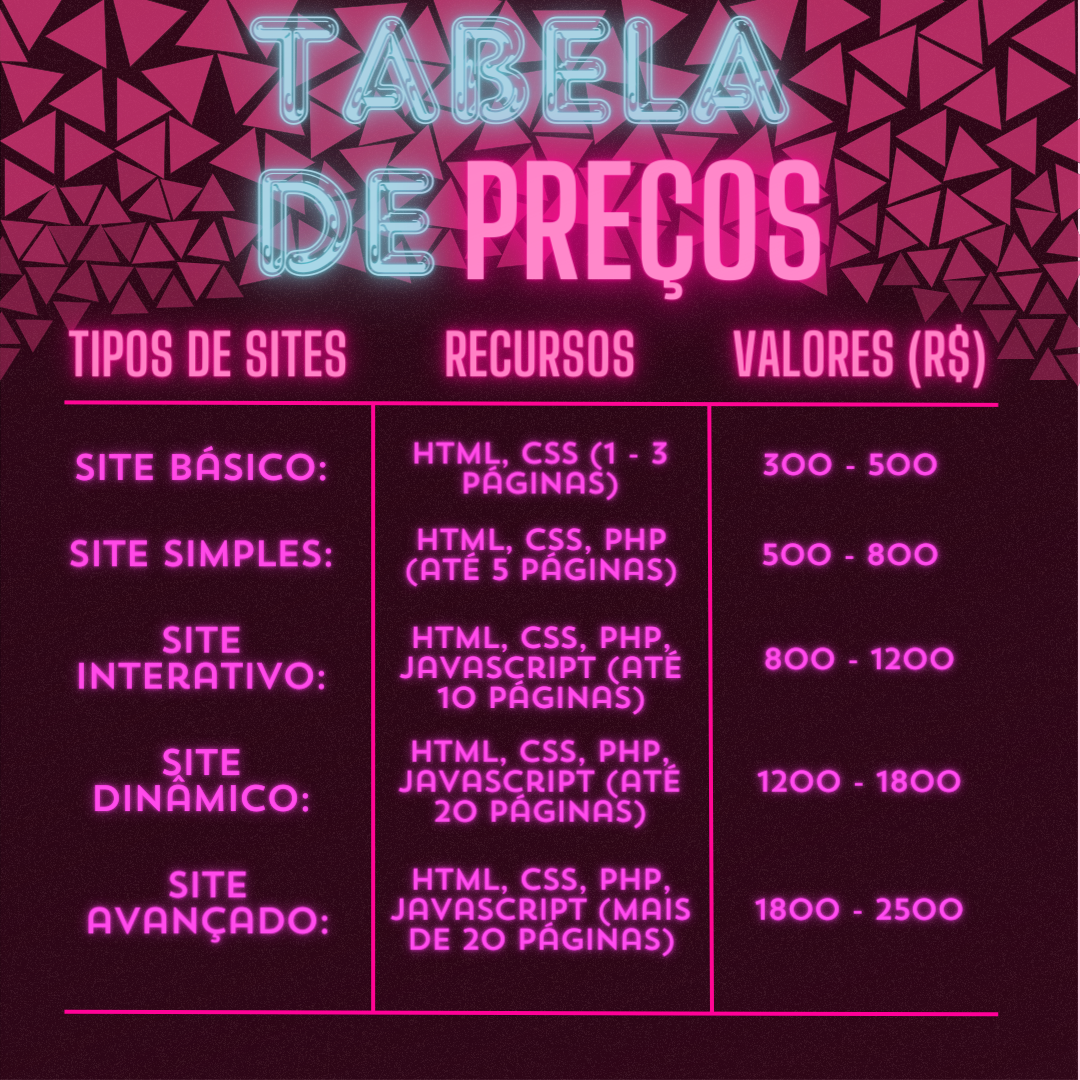 TABELA
DE PREÇOS
TIPOS DE SITES RECURSOS VALORES (R$)
SITE BÁSICO:
HTML, CSS (1 - 3
PÁGINAS)
300 - 500
SITE SIMPLES:
HTML, CSS, PHP
(ATÉ 5 PÁGINAS)
500 - 800
SITE
INTERATIVO:
HTML, CSS, PHP,
JAVASCRIPT (ATÉ
10 PÁGINAS)
800 - 1200
SITE
DINÂMICO:
HTML, CSS, PHP,
JAVASCRIPT (ATÉ
20 PÁGINAS)
1200 - 1800
SITE
AVANÇADO:
HTML, CSS, PHP,
JAVASCRIPT (MAIS
DE 20 PÁGINAS)
1800 - 2500